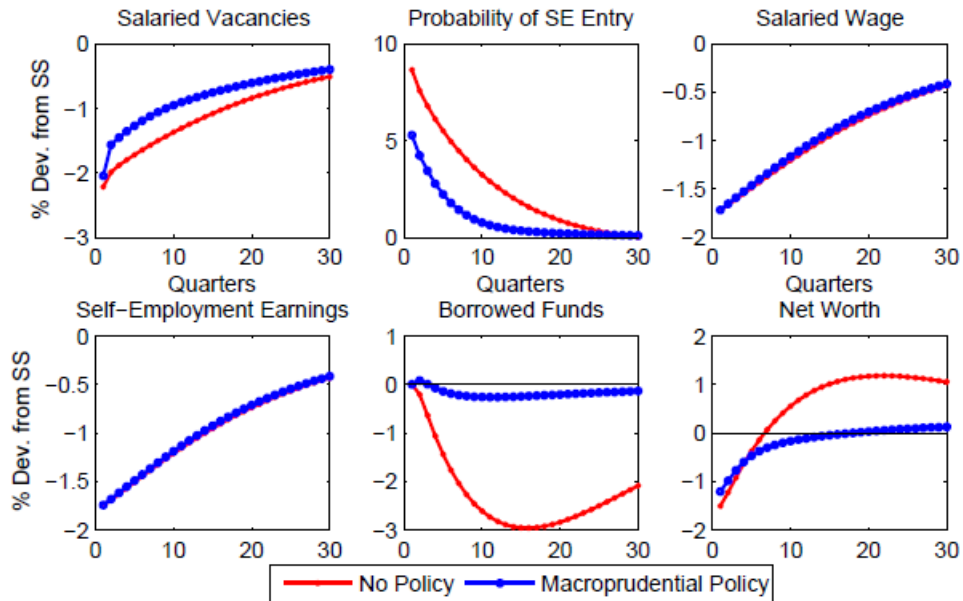 Salaried Vacancies
Probability of SE Entry
Salaried Wage
% Dev. from SS
0
−1
−2
−3
0 10 20 30
Quarters
10
5
0
0 10 20 30
−0.5
−1
−1.5
−2
0 10 20 30
Quarters
Self−Employment Earnings
Borrowed Funds
Net Worth
% Dev. from SS
0
−0.5
−1
−1.5
−2
0 10 20 30
1
0
−1
−2
−3
0 10 20 30
2
1
0
−1
−2
0 10 20 30
No Policy
Macroprudential Policy